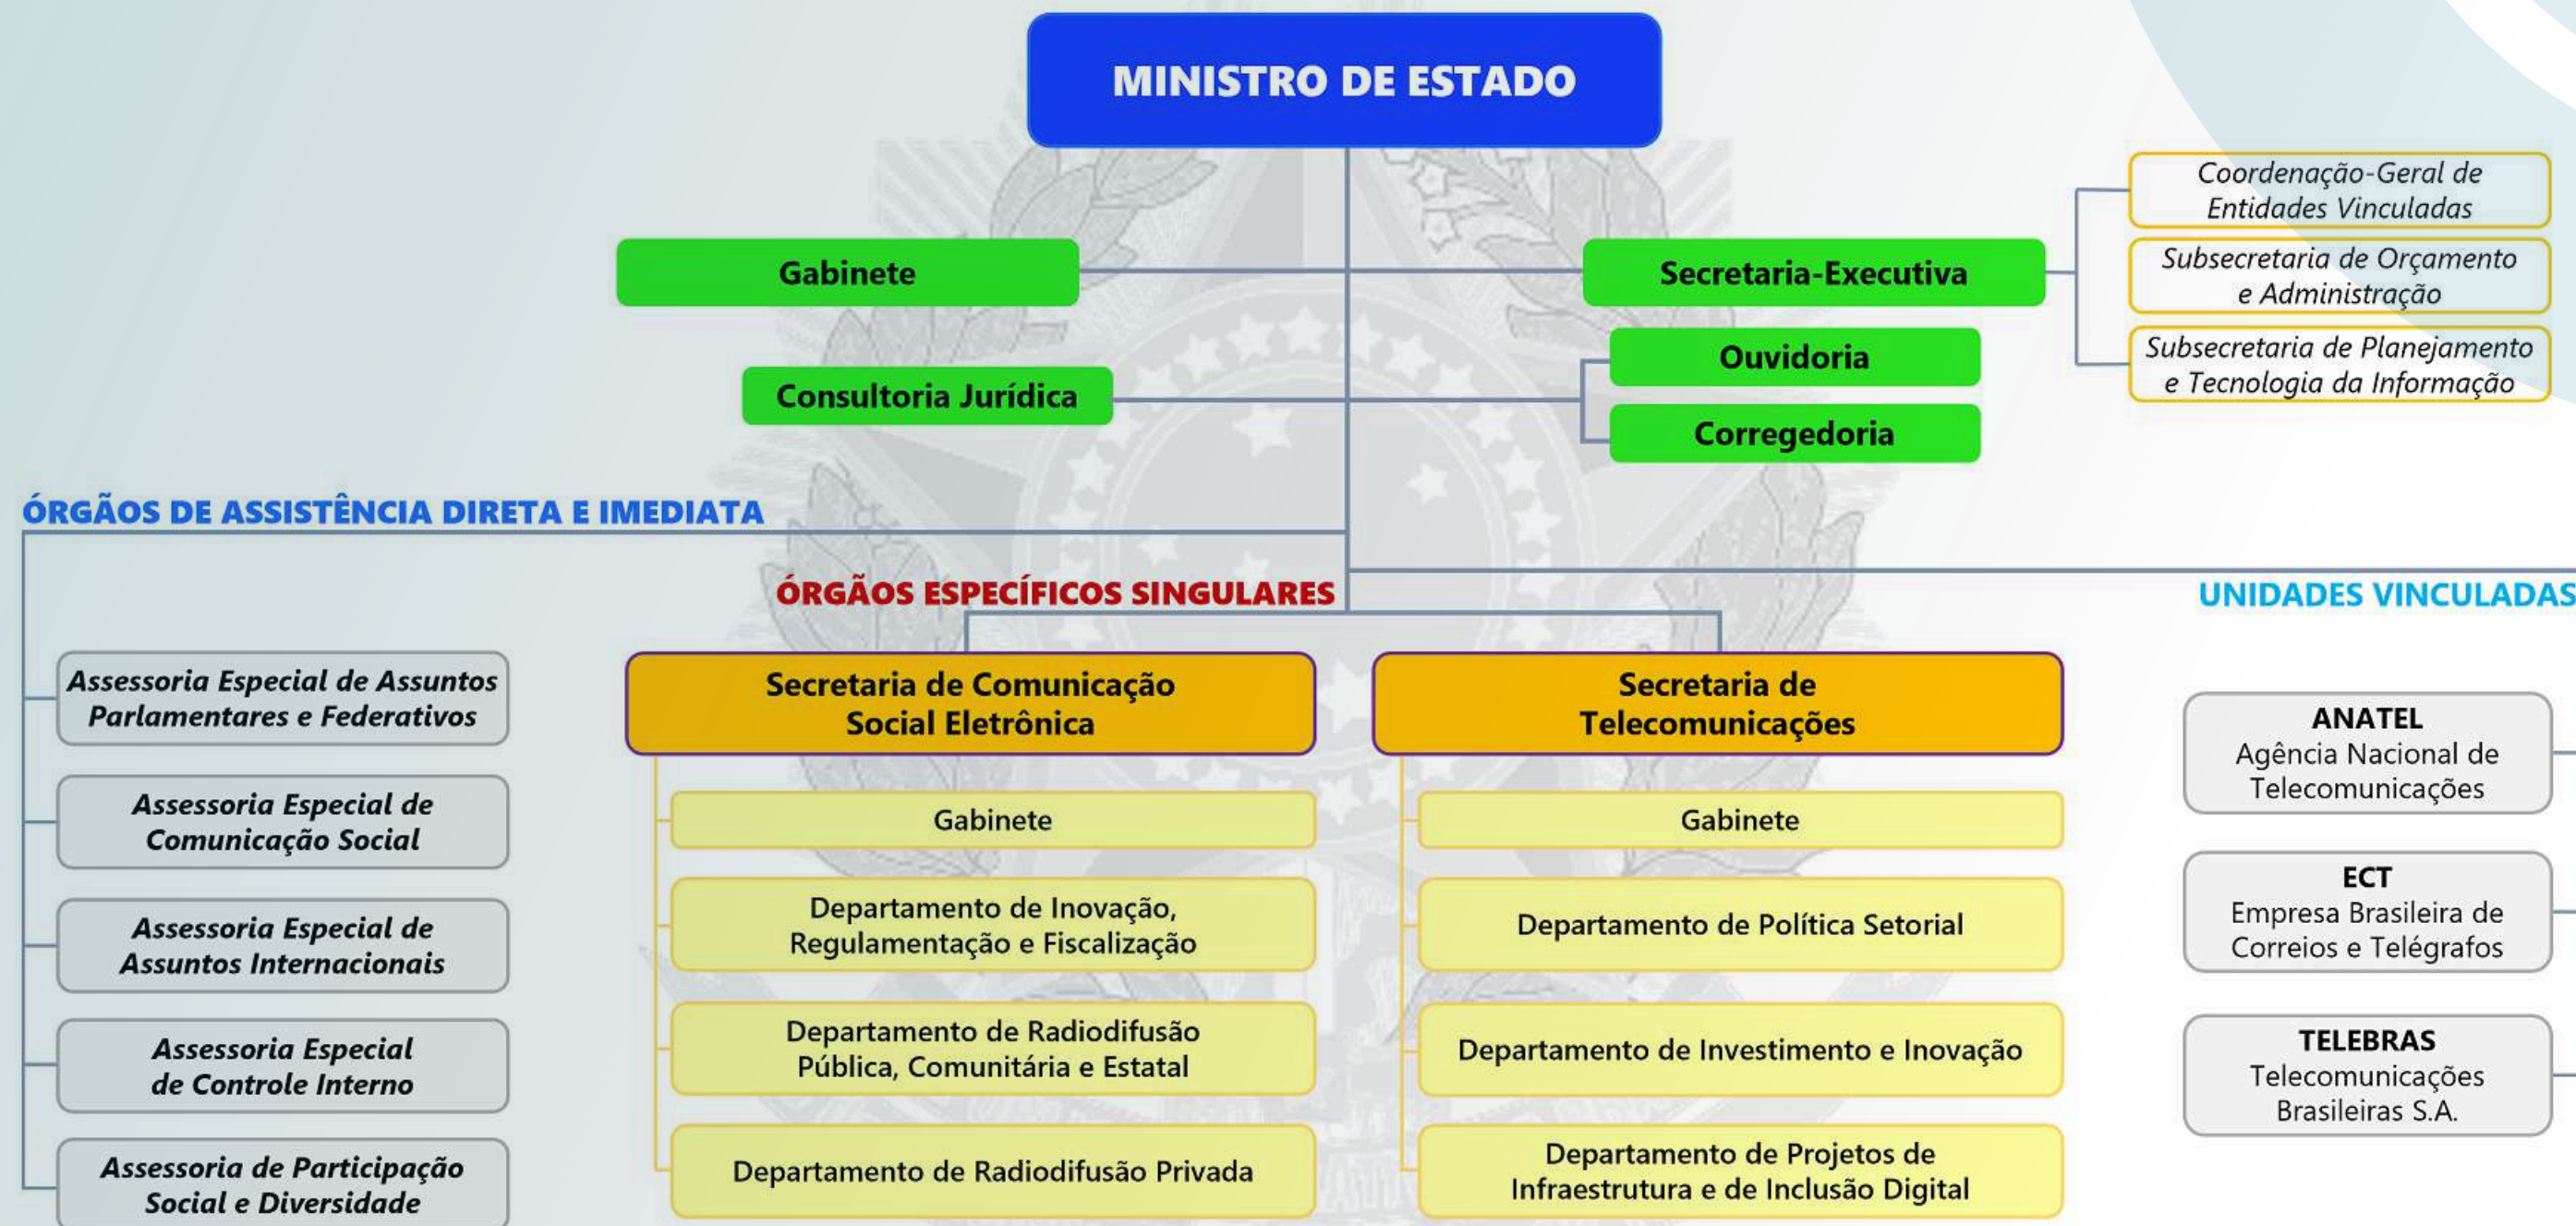 MINISTRO DE ESTADO
Gabinete
Secretaria-Executiva
Coordenação-Geral de
Entidades Vinculadas
Subsecretaria de Orçamento
e Administração
Subsecretaria de Planejamento
e Tecnologia da Informação
Consultoria Jurídica
Ouvidoria
Corregedoria
ÓRGÃOS DE ASSISTÊNCIA DIRETA E IMEDIATA
Assessoria Especial de Assuntos
Parlamentares e Federativos
Assessoria Especial de
Comunicação Social
Assessoria Especial de
Assuntos Internacionais
Assessoria Especial
de Controle Interno
Assessoria de Participação
Social e Diversidade
ÓRGÃOS ESPECÍFICOS SINGULARES
Secretaria de Comunicação
Social Eletrônica
Gabinete
Departamento de Inovação,
Regulamentação e Fiscalização
Departamento de Radiodifusão
Pública, Comunitária e Estatal
Departamento de Radiodifusão Privada
Secretaria de
Telecomunicações
Gabinete
Departamento de Política Setorial
Departamento de Investimento e Inovação
Departamento de Projetos de
Infraestrutura e de Inclusão Digital
UNIDADES VINCULADAS
ANATEL
Agência Nacional de
Telecomunicações
ECT
Empresa Brasileira de
Correios e Telégrafos
TELEBRAS
Telecomunicações
Brasileiras S.A.